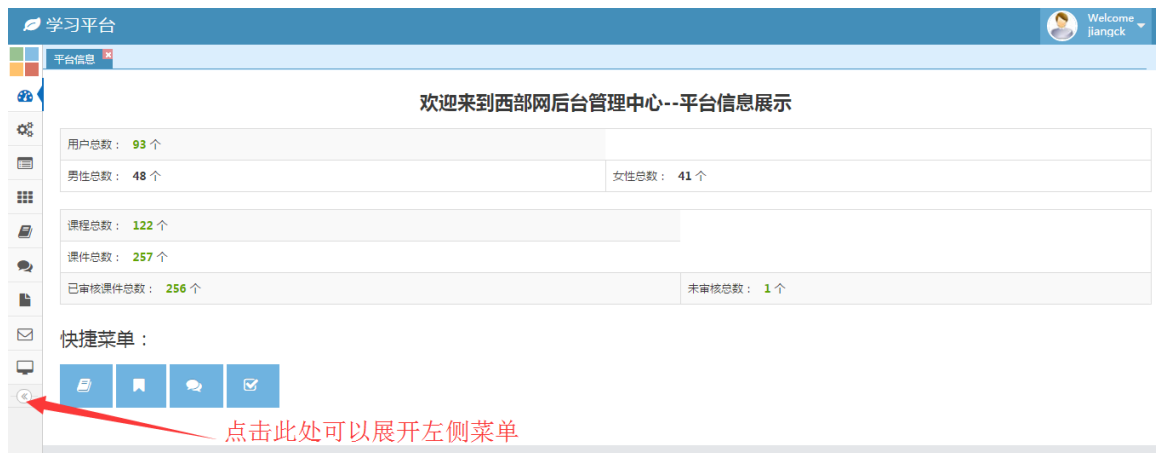 学习平台
Welcome
jiangck
平台信息
欢迎来到西部网后台管理中心--平台信息展示
用户总数： 93 个
男性总数： 48 个 女性总数： 41 个
课程总数： 122 个
课件总数： 257 个
已审核课件总数： 256 个 未审核总数： 1 个
快捷菜单：
点击此处可以展开左侧菜单